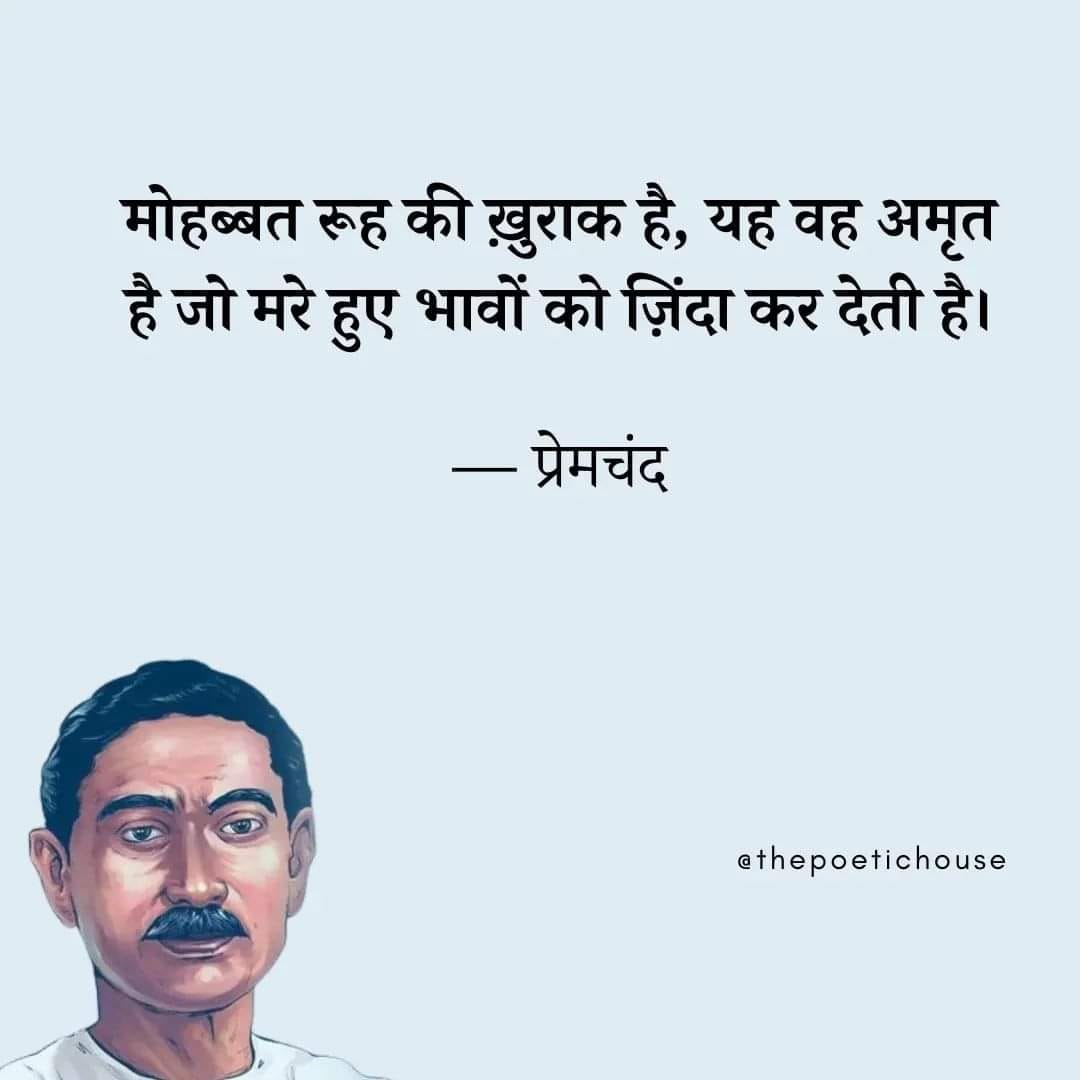 मोहब्बत रूह की ख़ुराक है, यह वह अमृत
है जो मरे हुए भावों को ज़िंदा कर देती है।
— प्रेमचंद
@thepoetichouse